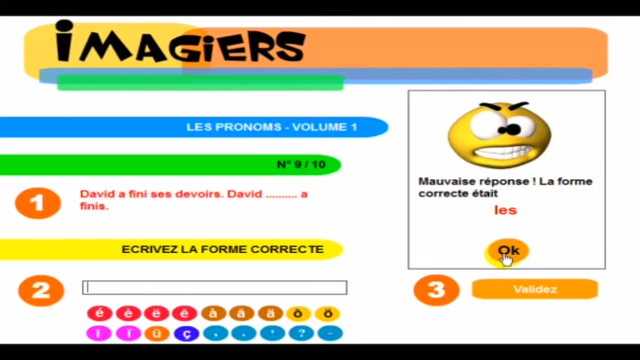 iMAGiERS
LES PRONOMS - VOLUME 1
N° 9 / 10
1
David a fini ses devoirs. David .......... a
finis.
Mauvaise réponse ! La forme
correcte était
les
Ok
ECRIVEZ LA FORME CORRECTE
2
3
Validez
é è ë ê à â ä ô ö
î ï û ç , . ' ? -